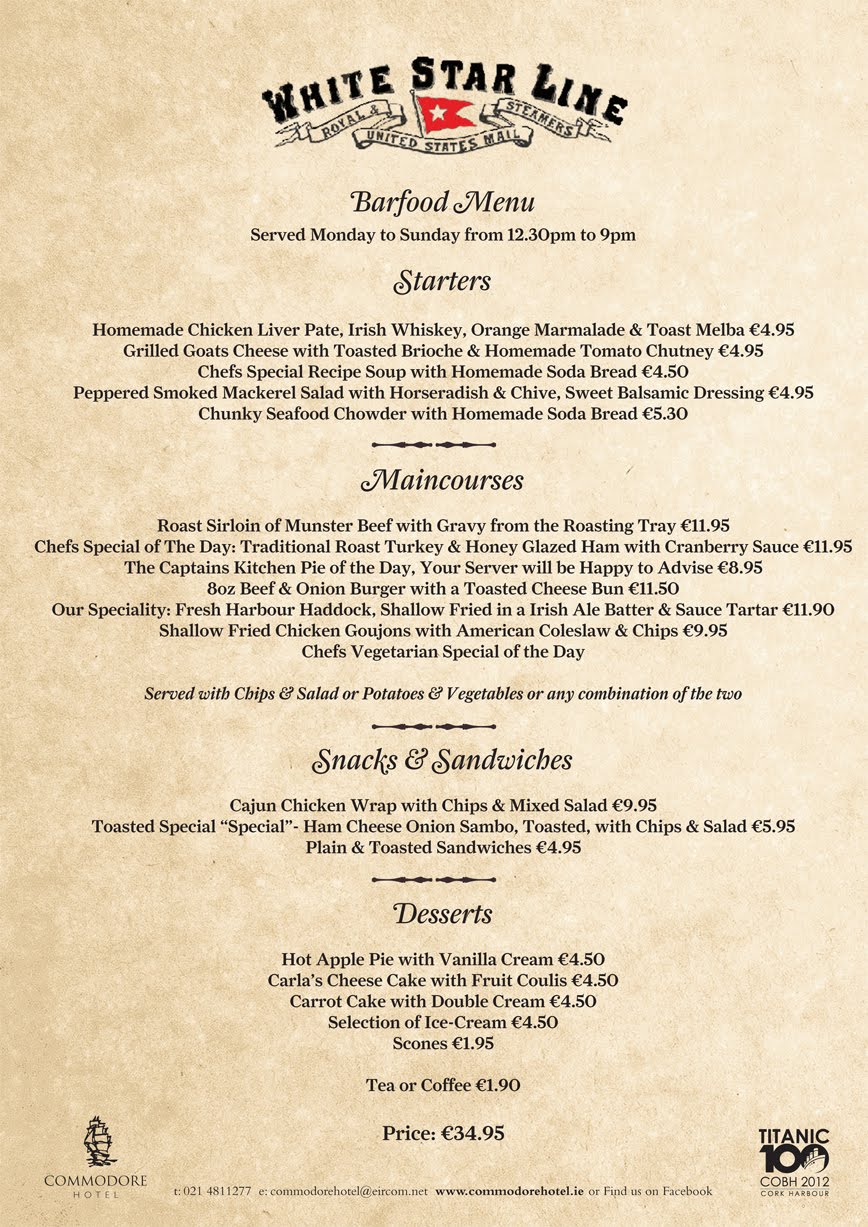 WHITE STAR LINE
ROYAL & UNITED STATES MAIL STEAMERS
Barfood Menu
Served Monday to Sunday from 12.30pm to 9pm
Starters
Homemade Chicken Liver Pate, Irish Whiskey, Orange Marmalade & Toast Melba €4.95
Grilled Goats Cheese with Toasted Brioche & Homemade Tomato Chutney €4.95
Chefs Special Recipe Soup with Homemade Soda Bread €4.50
Peppered Smoked Mackerel Salad with Horseradish & Chive, Sweet Balsamic Dressing €4.95
Chunky Seafood Chowder with Homemade Soda Bread €5.30
Maincourses
Roast Sirloin of Munster Beef with Gravy from the Roasting Tray €11.95
Chefs Special of The Day: Traditional Roast Turkey & Honey Glazed Ham with Cranberry Sauce €11.95
The Captains Kitchen Pie of the Day, Your Server will be Happy to Advise €8.95
8oz Beef & Onion Burger with a Toasted Cheese Bun €11.50
Our Speciality: Fresh Harbour Haddock, Shallow Fried in a Irish Ale Batter & Sauce Tartar €11.90
Shallow Fried Chicken Goujons with American Coleslaw & Chips €9.95
Chefs Vegetarian Special of the Day
Served with Chips & Salad or Potatoes & Vegetables or any combination of the two
Snacks & Sandwiches
Cajun Chicken Wrap with Chips & Mixed Salad €9.95
Toasted Special “Special”- Ham Cheese Onion Sambo, Toasted, with Chips & Salad €5.95
Plain & Toasted Sandwiches €4.95
Desserts
Hot Apple Pie with Vanilla Cream €4.50
Carla’s Cheese Cake with Fruit Coulis €4.50
Carrot Cake with Double Cream €4.50
Selection of Ice-Cream €4.50
Scones €1.95
Tea or Coffee €1.90
Price: €34.95
COMMODORE
HOTEL
t: 021 4811277 e: commodorehotel@eircom.net www.commodorehotel.ie or Find us on Facebook
TITANIC
100
COBH 2012
CORK HARBOUR